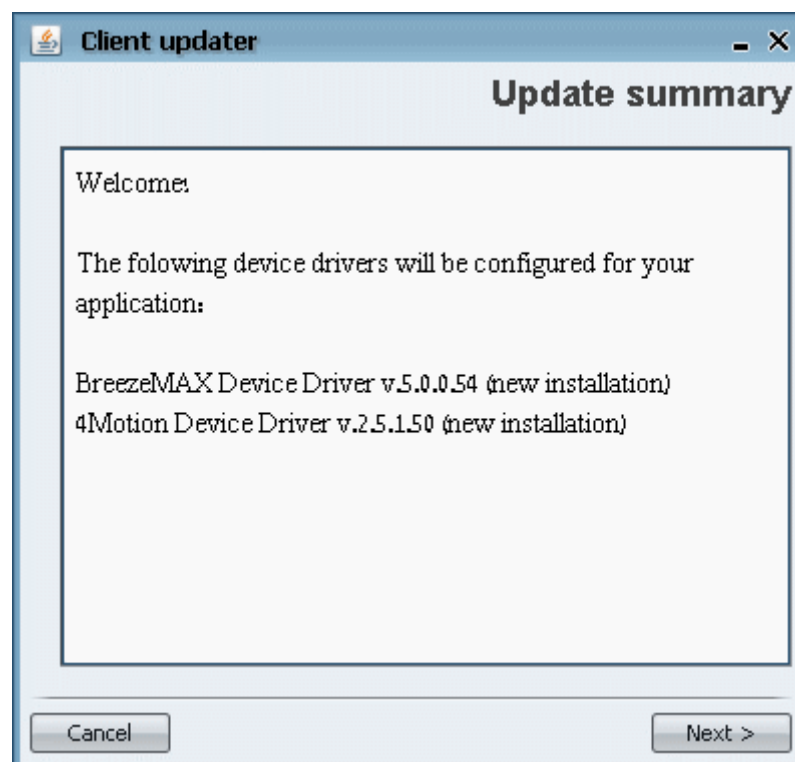 Client updater
Update summary
Welcome!
The folowing device drivers will be configured for your
application:
BreezeMAX Device Driver v.5.0.0.54 (new installation)
4Motion Device Driver v.2.5.1.50 (new installation)
Cancel
Next >